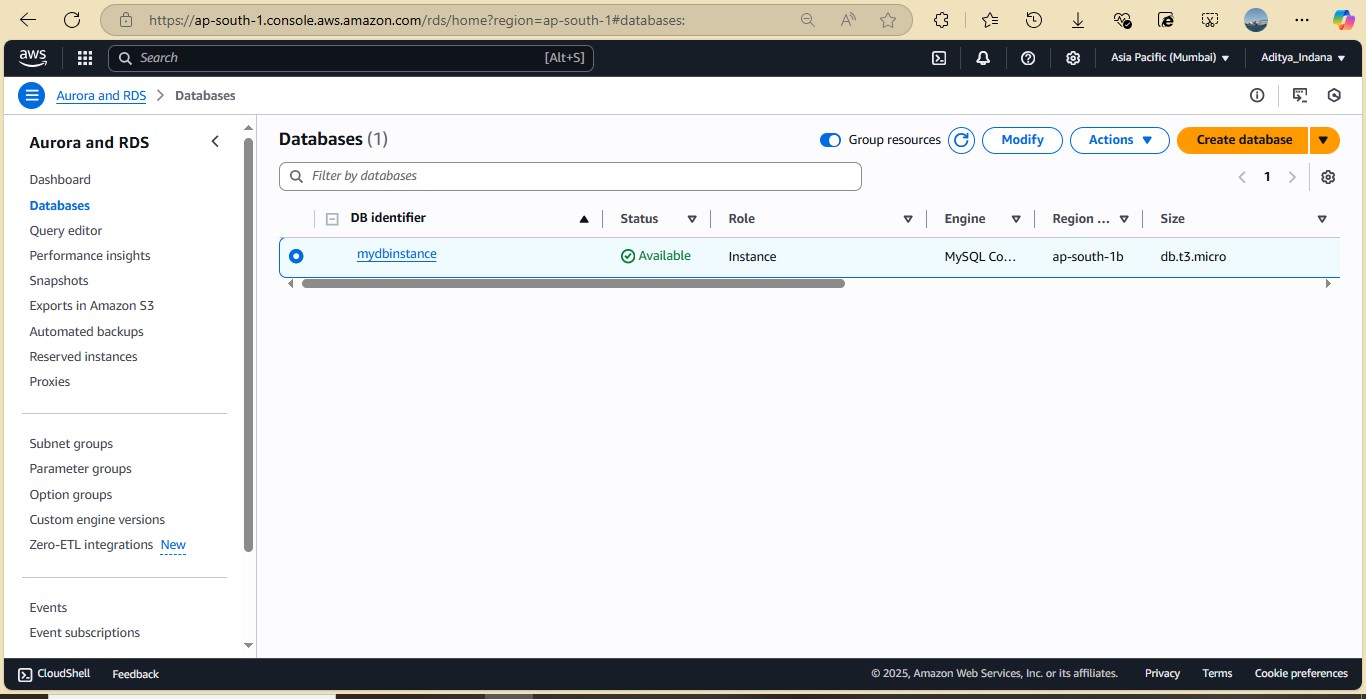 https://ap-south-1.console.aws.amazon.com/rds/home?region=ap-south-1#databases:
aws
Search [Alt+S]
Asia Pacific (Mumbai)
Aditya_Indana
Aurora and RDS
Databases
Aurora and RDS
Dashboard
Databases
Query editor
Performance insights
Snapshots
Exports in Amazon S3
Automated backups
Reserved instances
Proxies
Subnet groups
Parameter groups
Option groups
Custom engine versions
Zero-ETL integrations New
Events
Event subscriptions
Databases (1)
Group resources
Modify
Actions
Create database
Filter by databases
1
DB identifier Status Role Engine Region ... Size
mydbinstance Available Instance MySQL Co... ap-south-1b db.t3.micro
CloudShell Feedback © 2025, Amazon Web Services, Inc. or its affiliates. Privacy Terms Cookie preferences